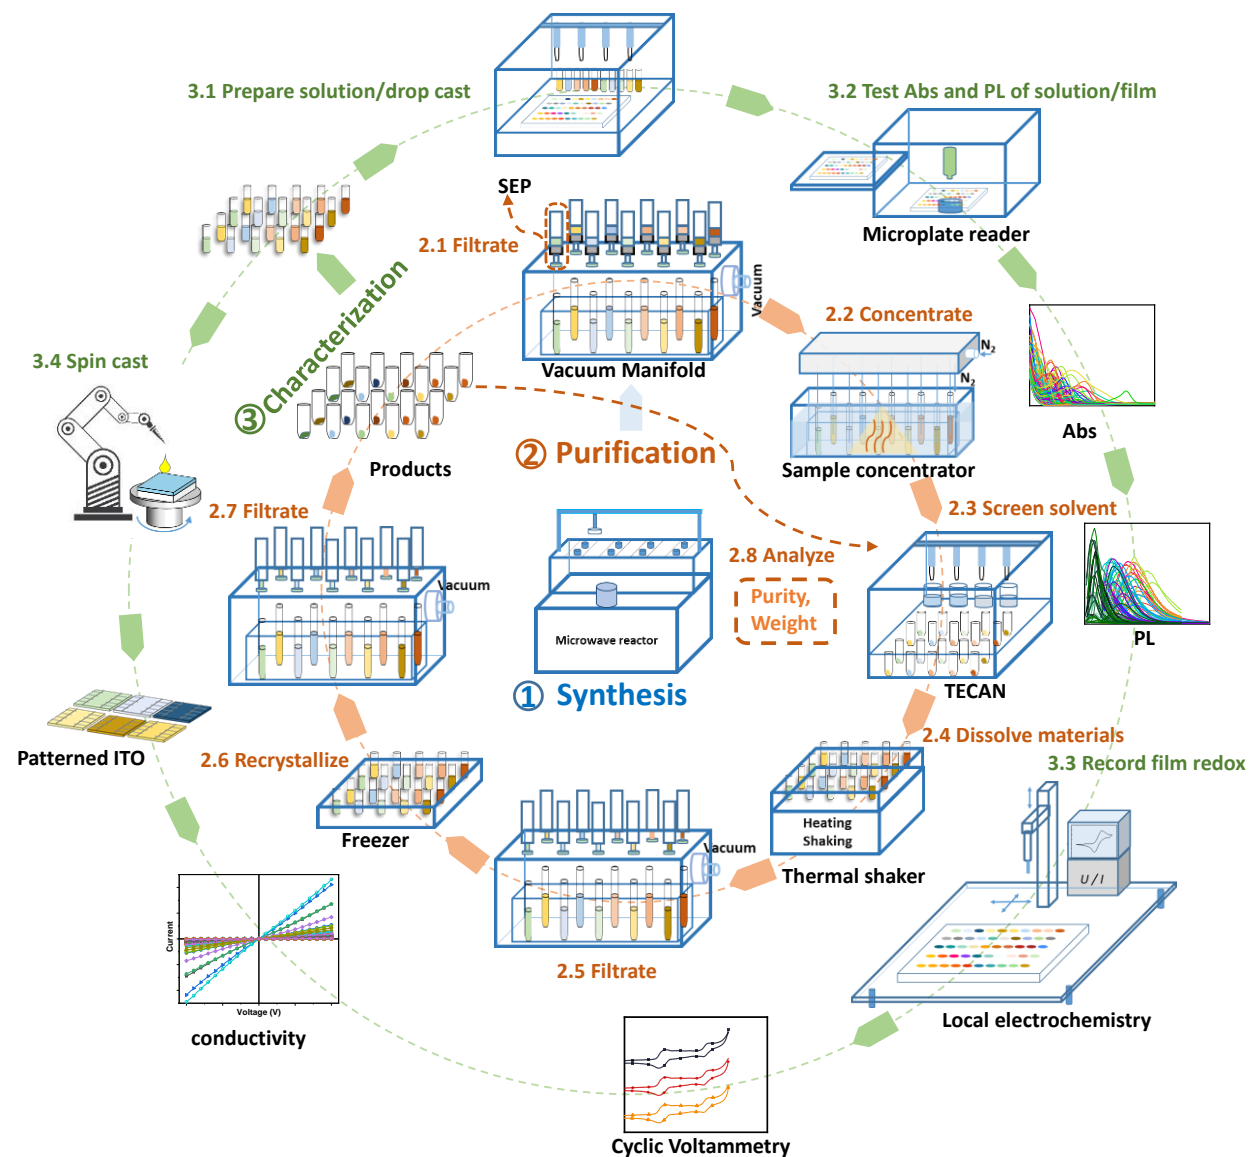 3.1 Prepare solution/drop cast
3.2 Test Abs and PL of solution/film
Microplate reader
SEP
2.1 Filtrate
Vacuum
Vacuum Manifold
2.2 Concentrate
N₂
N₂
Sample concentrator
Abs
③ Characterization
3.4 Spin cast
Products
② Purification
2.3 Screen solvent
2.7 Filtrate
Vacuum
2.8 Analyze
Purity,
Weight
Microwave reactor
① Synthesis
TECAN
PL
Patterned ITO
2.6 Recrystallize
Freezer
2.4 Dissolve materials
Heating
Shaking
Thermal shaker
3.3 Record film redox
U/I
Vacuum
2.5 Filtrate
Local electrochemistry
Current
Voltage (V)
conductivity
Cyclic Voltammetry